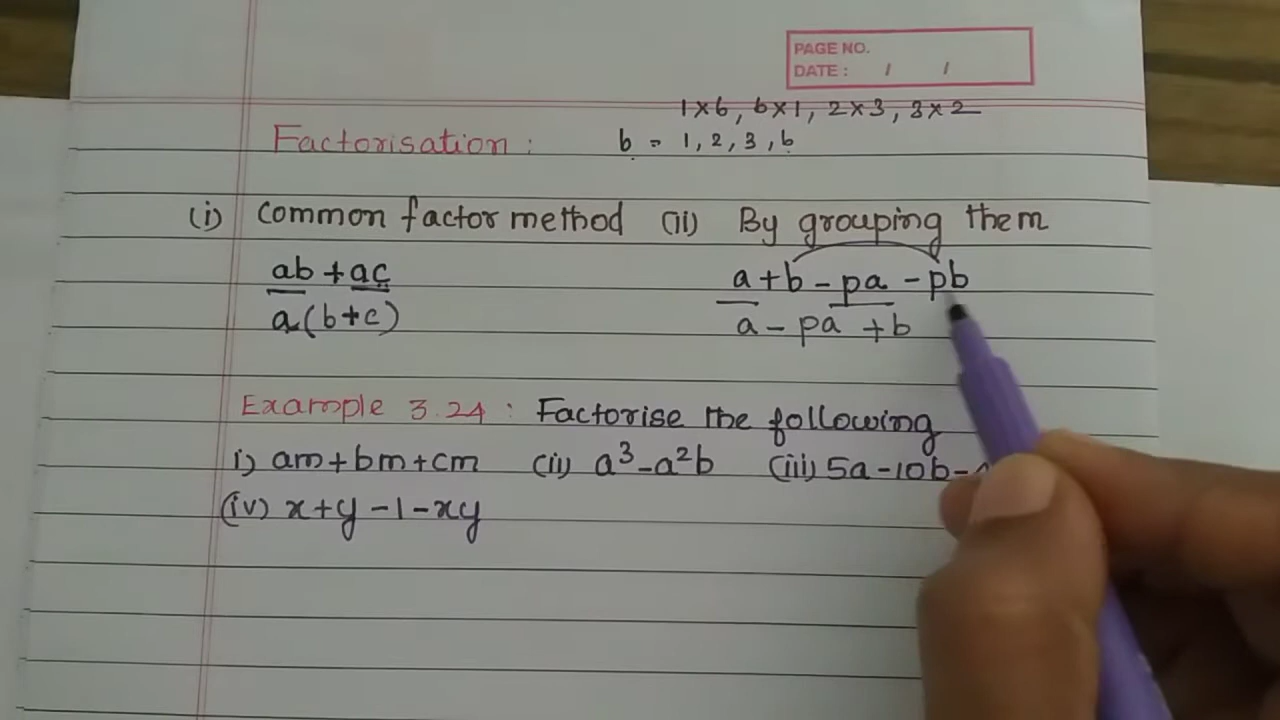 PAGE NO.
DATE : / /
1×6, 6×1, 2×3, 3×2
Factorisation : 6 = 1, 2, 3, 6
(i) Common factor method (ii) By grouping them
ab + ac a + b - pa - pb
a(b+c) a - pa + b
Example 3.24 : Factorise the following
i) am + bm + cm (ii) a³ - a²b (iii) 5a - 10b -
(iv) x + y - 1 - xy